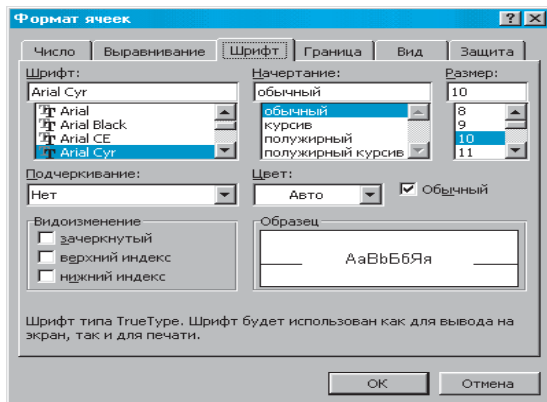 Формат ячеек
Число Выравнивание Шрифт Граница Вид Защита
Шрифт: Начертание: Размер:
Arial Cyr обычный 10
Arial обычный 8
Arial Black курсив 9
Arial CE полужирный 10
Arial Cyr полужирный курсив 11
Подчеркивание: Цвет:
Нет Авто Обычный
Видоизменение Образец
зачеркнутый
верхний индекс АаBbБбЯя
нижний индекс
Шрифт типа TrueType. Шрифт будет использован как для вывода на
экран, так и для печати.
OK Отмена